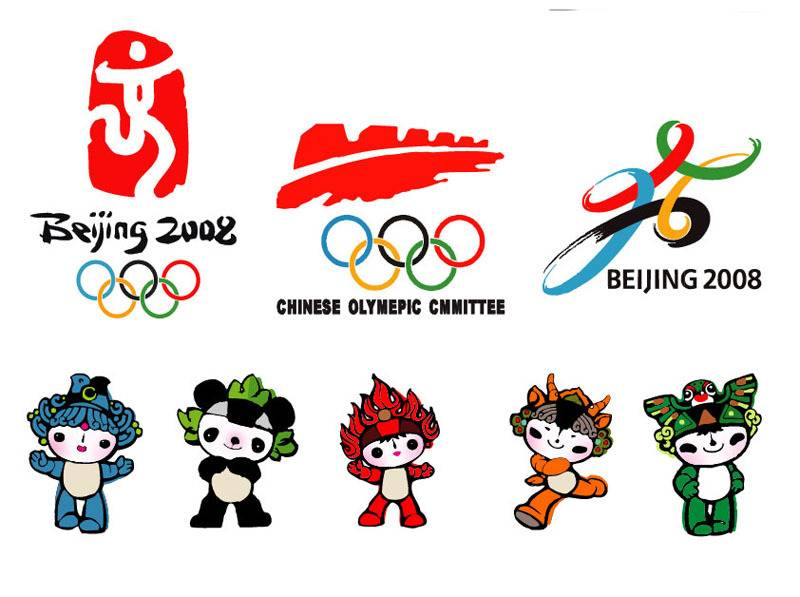 Beijing 2008
CHINESE OLYMEPIC CMMITTEE
BEIJING 2008